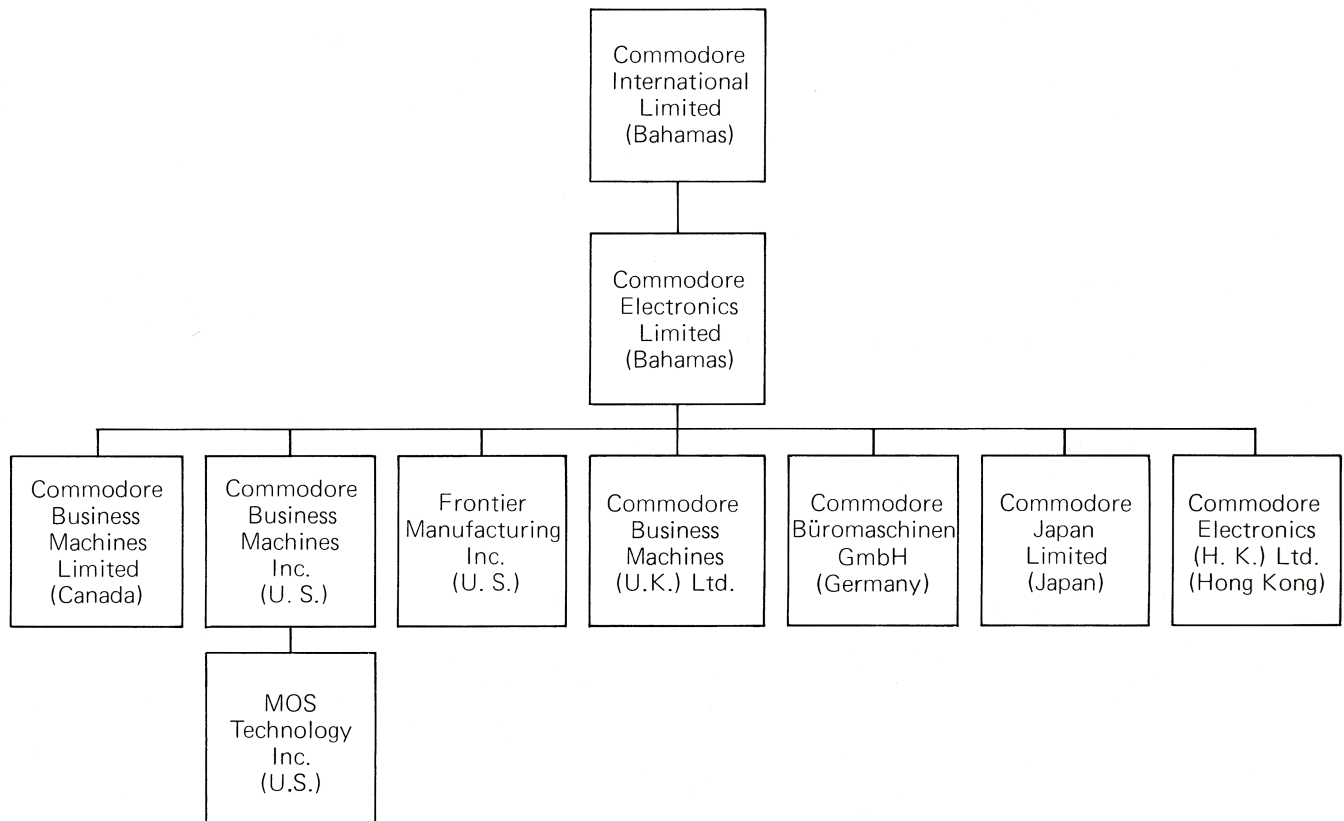 Commodore
International
Limited
(Bahamas)
Commodore
Electronics
Limited
(Bahamas)
Commodore
Business
Machines
Limited
(Canada)
Commodore
Business
Machines
Inc.
(U. S.)
Frontier
Manufacturing
Inc.
(U. S.)
Commodore
Business
Machines
(U.K.) Ltd.
Commodore
Büromaschinen
GmbH
(Germany)
Commodore
Japan
Limited
(Japan)
Commodore
Electronics
(H. K.) Ltd.
(Hong Kong)
MOS
Technology
Inc.
(U.S.)